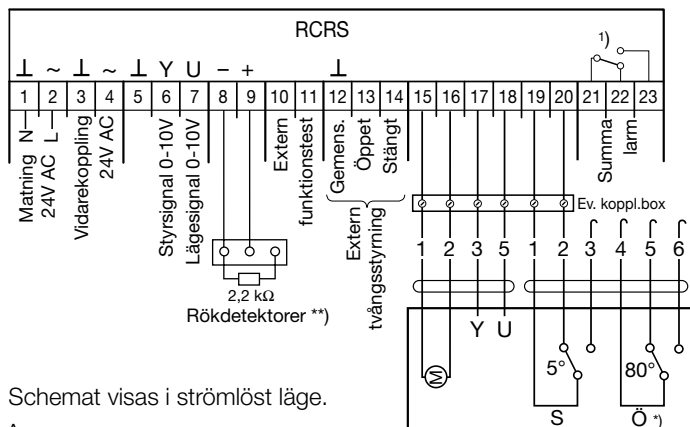 RCRS
⊥ ~ ⊥ ~ ⊥ Y U − + ⊥ 1)
1 2 3 4 5 6 7 8 9 10 11 12 13 14 15 16 17 18 19 20 21 22 23
Matning N L
24V AC
Vidarekoppling
24V AC
Styrsignal 0-10V
Lägesignal 0-10V
Extern
funktionstest
Gemens.
Öppet
Stängt
Extern
tvångsstyrning
Summa
larm
Ev. koppl.box
1 2 3 5 1 2 3 4 5 6
2,2 kΩ
Rökdetektorer **)
Y U
M
5° 80°
S Ö *)
Schemat visas i strömlöst läge.